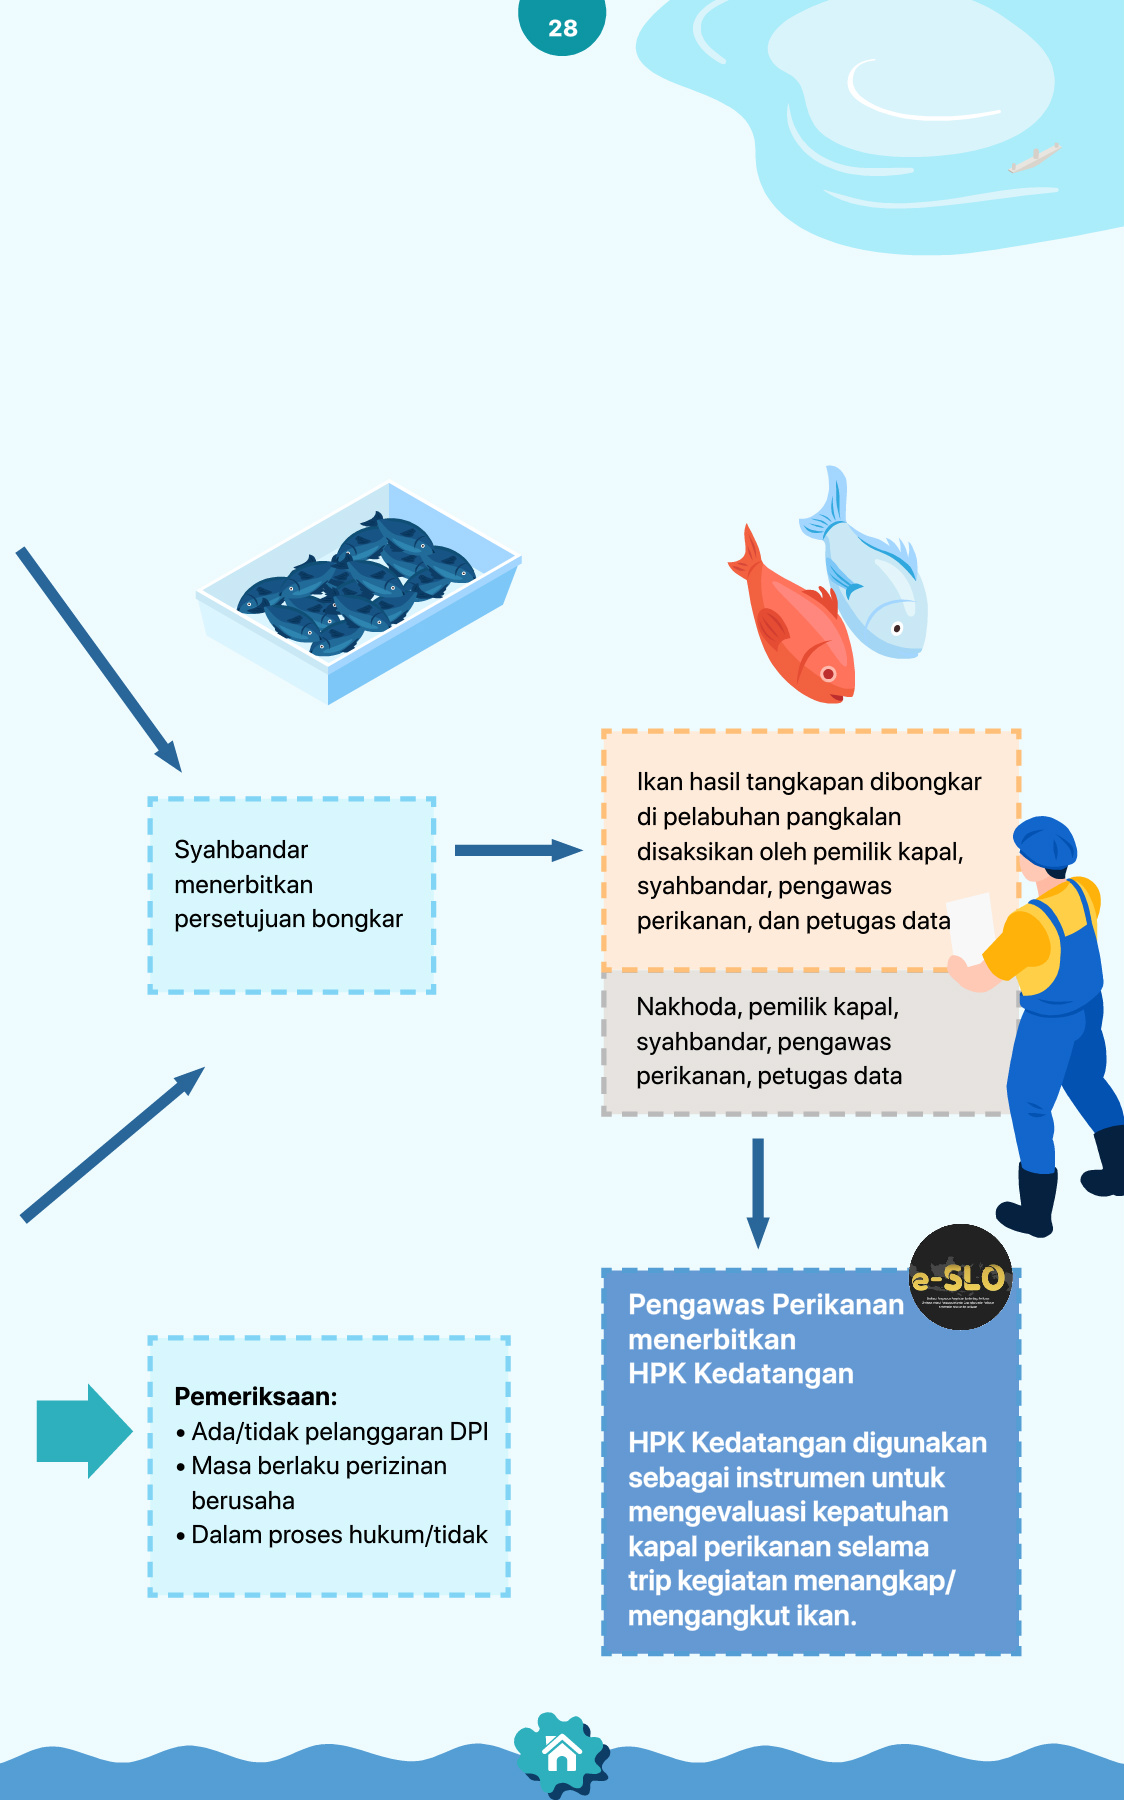 28
Syahbandar
menerbitkan
persetujuan bongkar
Ikan hasil tangkapan dibongkar
di pelabuhan pangkalan
disaksikan oleh pemilik kapal,
syahbandar, pengawas
perikanan, dan petugas data
Nakhoda, pemilik kapal,
syahbandar, pengawas
perikanan, petugas data
e-SLO
Pengawas Perikanan
menerbitkan
HPK Kedatangan
HPK Kedatangan digunakan
sebagai instrumen untuk
mengevaluasi kepatuhan
kapal perikanan selama
trip kegiatan menangkap/
mengangkut ikan.
Pemeriksaan:
• Ada/tidak pelanggaran DPI
• Masa berlaku perizinan
berusaha
• Dalam proses hukum/tidak